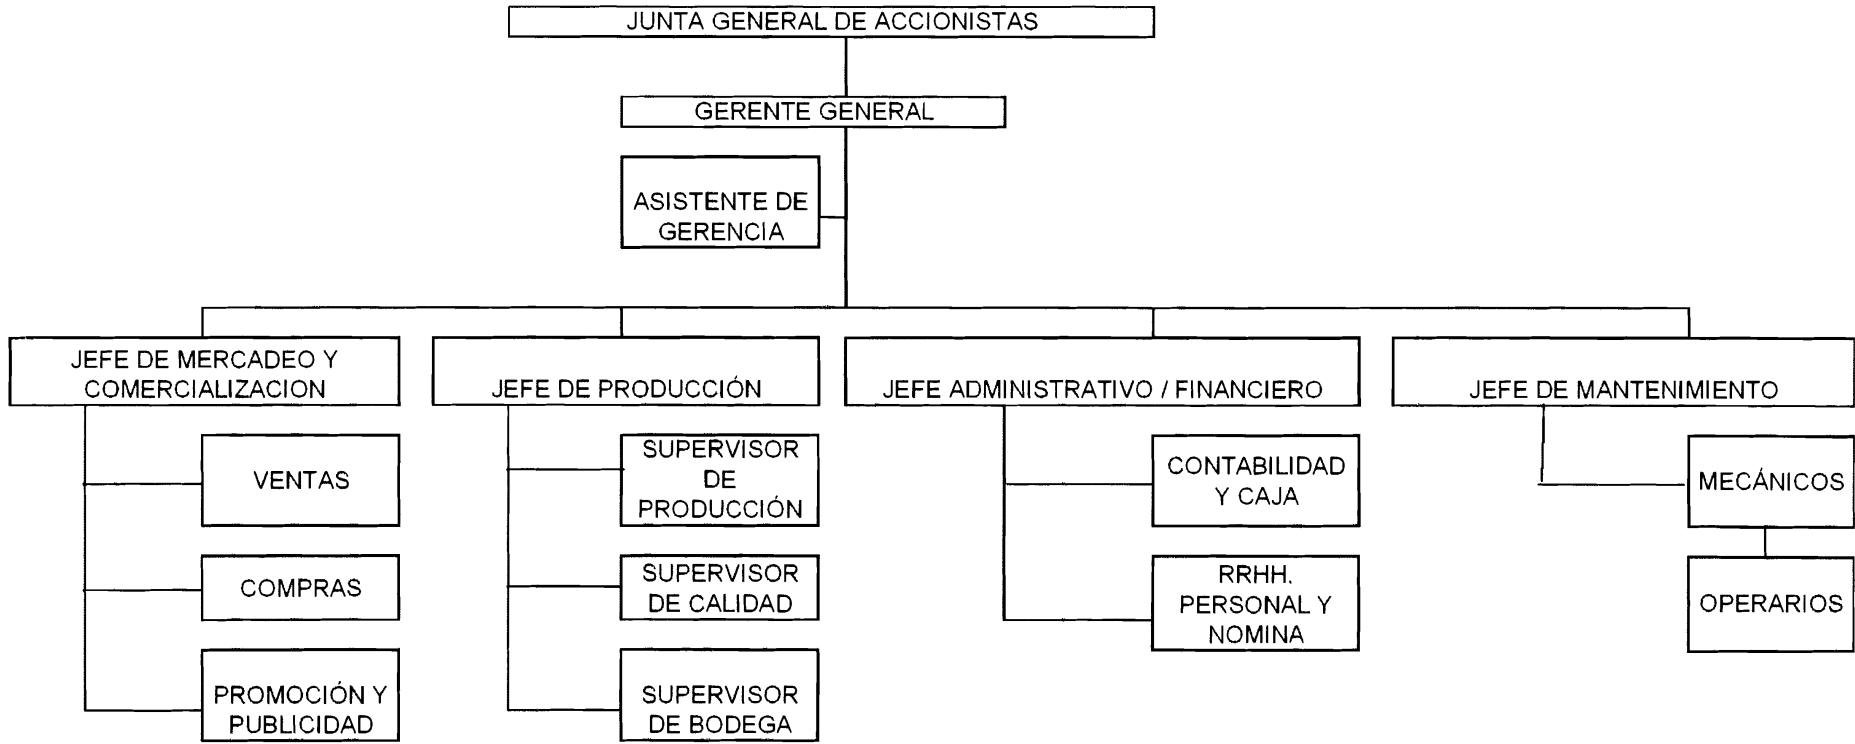 JUNTA GENERAL DE ACCIONISTAS
GERENTE GENERAL
ASISTENTE DE
GERENCIA
JEFE DE MERCADEO Y
COMERCIALIZACION
JEFE DE PRODUCCIÓN
JEFE ADMINISTRATIVO / FINANCIERO
JEFE DE MANTENIMIENTO
VENTAS
COMPRAS
PROMOCIÓN Y
PUBLICIDAD
SUPERVISOR
DE
PRODUCCIÓN
SUPERVISOR
DE CALIDAD
SUPERVISOR
DE BODEGA
CONTABILIDAD
Y CAJA
RRHH.
PERSONAL Y
NOMINA
MECÁNICOS
OPERARIOS